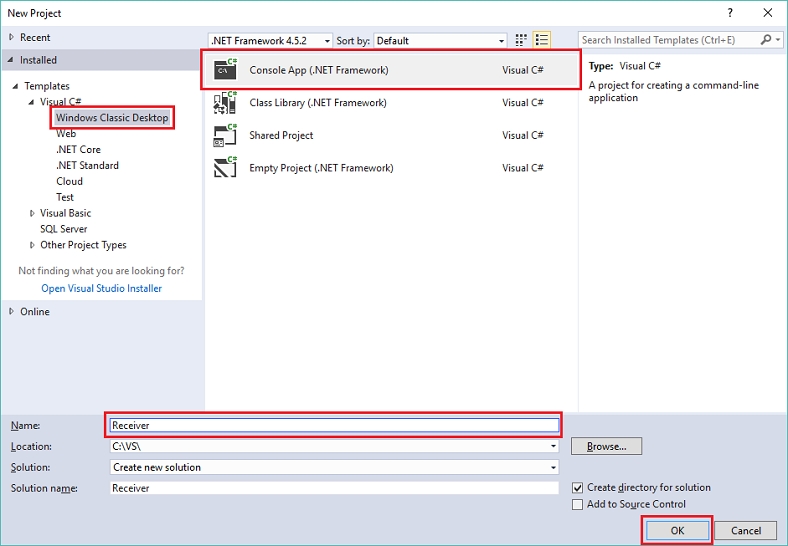 New Project
?
Recent
.NET Framework 4.5.2 Sort by: Default
Search Installed Templates (Ctrl+E)
Installed
Templates
Visual C#
Windows Classic Desktop
Web
.NET Core
.NET Standard
Cloud
Test
Visual Basic
SQL Server
Other Project Types
Not finding what you are looking for?
Open Visual Studio Installer
Online
C# C:\ Console App (.NET Framework) Visual C#
C# Class Library (.NET Framework) Visual C#
C# Shared Project Visual C#
C# Empty Project (.NET Framework) Visual C#
Type: Visual C#
A project for creating a command-line
application
Name: Receiver
Location: C:\VS\
Browse...
Solution: Create new solution
Solution name: Receiver
Create directory for solution
Add to Source Control
OK Cancel